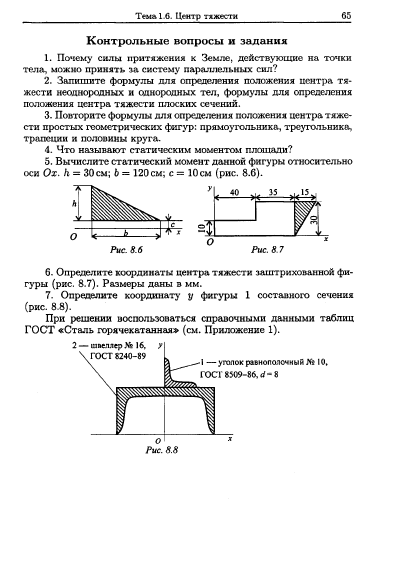 Тема 1.6. Центр тяжести 65
Контрольные вопросы и задания
1. Почему силы притяжения к Земле, действующие на точки
тела, можно принять за систему параллельных сил?
2. Запишите формулы для определения положения центра тя-
жести неоднородных и однородных тел, формулы для определения
положения центра тяжести плоских сечений.
3. Повторите формулы для определения положения центра тяже-
сти простых геометрических фигур: прямоугольника, треугольника,
трапеции и половины круга.
4. Что называют статическим моментом площади?
5. Вычислите статический момент данной фигуры относительно
оси Ox. h = 30 см; b = 120 см; c = 10 см (рис. 8.6).
h
b
c
x
O
Рис. 8.6
y
40
35
15
10
30
O
x
Рис. 8.7
6. Определите координаты центра тяжести заштрихованной фи-
гуры (рис. 8.7). Размеры даны в мм.
7. Определите координату y фигуры 1 составного сечения
(рис. 8.8).
При решении воспользоваться справочными данными таблиц
ГОСТ «Сталь горячекатанная» (см. Приложение 1).
2 — швеллер № 16,
ГОСТ 8240–89
y
1 — уголок равнополочный № 10,
ГОСТ 8509–86, d = 8
O
x
Рис. 8.8